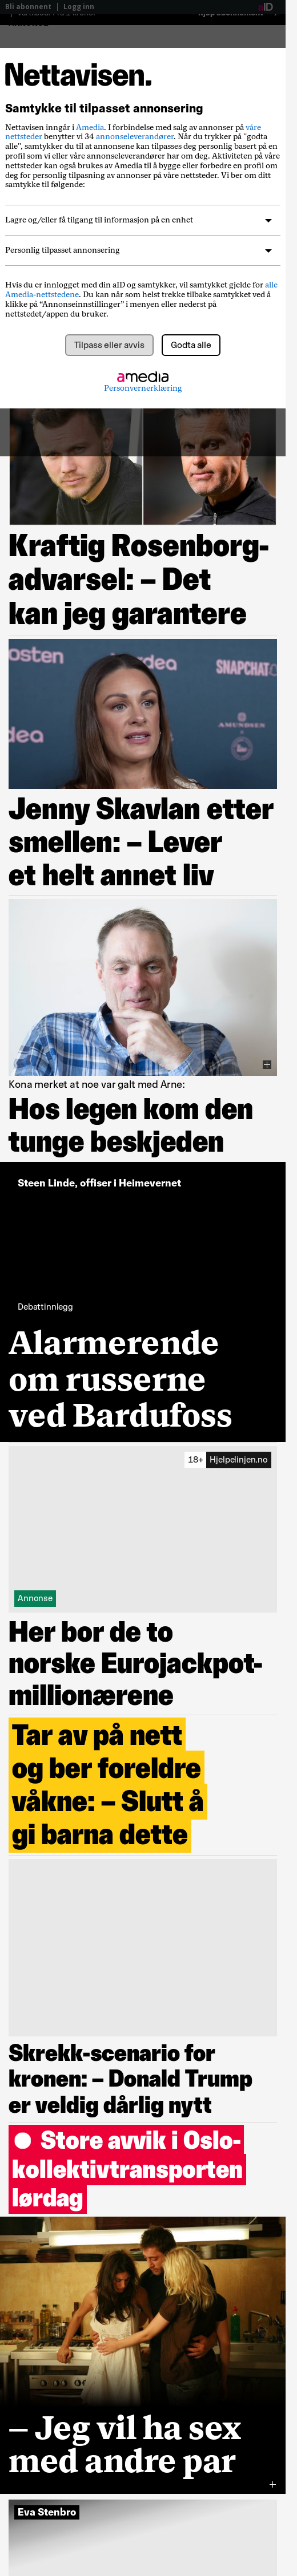 Bli abonnent | Logg inn
aID
Nettavisen.
Samtykke til tilpasset annonsering
Nettavisen inngår i Amedia. I forbindelse med salg av annonser på våre
nettsteder benytter vi 34 annonseleverandører. Når du trykker på "godta
alle", samtykker du til at annonsene kan tilpasses deg personlig basert på en
profil som vi eller våre annonseleverandører har om deg. Aktiviteten på våre
nettsteder kan også brukes av Amedia til å bygge eller forbedre en profil om
deg for personlig tilpasning av annonser på våre nettsteder. Vi ber om ditt
samtykke til følgende:
Lagre og/eller få tilgang til informasjon på en enhet
Personlig tilpasset annonsering
Hvis du er innlogget med din aID og samtykker, vil samtykket gjelde for alle
Amedia-nettstedene. Du kan når som helst trekke tilbake samtykket ved å
klikke på “Annonseinnstillinger” i menyen eller nederst på
nettstedet/appen du bruker.
Tilpass eller avvis
Godta alle
amedia
Personvernerklæring
Kraftig Rosenborg-
advarsel: – Det
kan jeg garantere
SNAPCHAT
AMUNDSEN
Jenny Skavlan etter
smellen: – Lever
et helt annet liv
Kona merket at noe var galt med Arne:
Hos legen kom den
tunge beskjeden
Steen Linde, offiser i Heimevernet
Debattinnlegg
Alarmerende
om russerne
ved Bardufoss
18+ Hjelpelinjen.no
Annonse
Her bor de to
norske Eurojackpot-
millionærene
Tar av på nett
og ber foreldre
våkne: – Slutt å
gi barna dette
Skrekk-scenario for
kronen: – Donald Trump
er veldig dårlig nytt
Store avvik i Oslo-
kollektivtransporten
lørdag
– Jeg vil ha sex
med andre par
Eva Stenbro